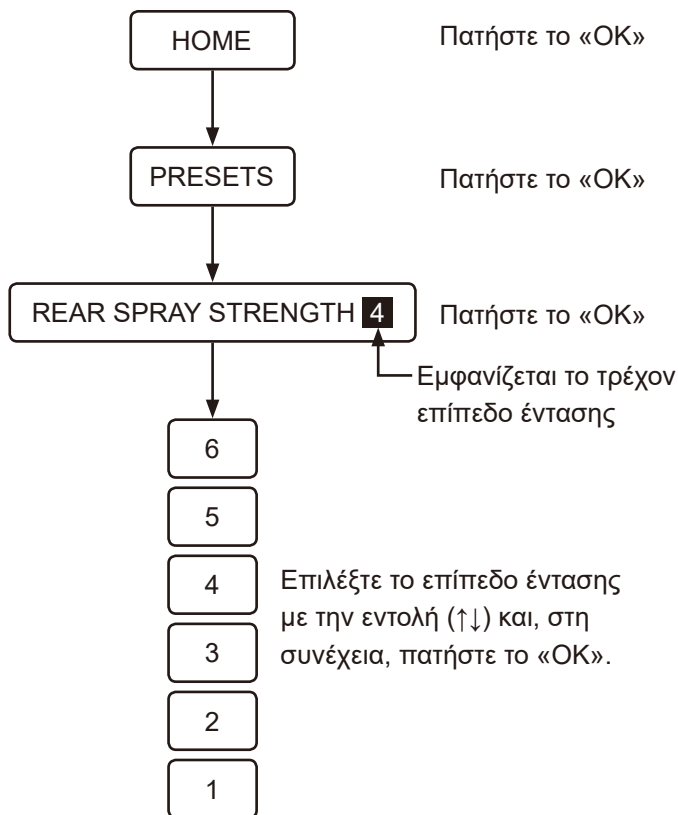 HOME
Πατήστε το «OK»
PRESETS
Πατήστε το «OK»
REAR SPRAY STRENGTH 4
Πατήστε το «OK»
Εμφανίζεται το τρέχον
επίπεδο έντασης
6
5
4
Επιλέξτε το επίπεδο έντασης
με την εντολή (↑↓) και, στη
συνέχεια, πατήστε το «OK».
3
2
1